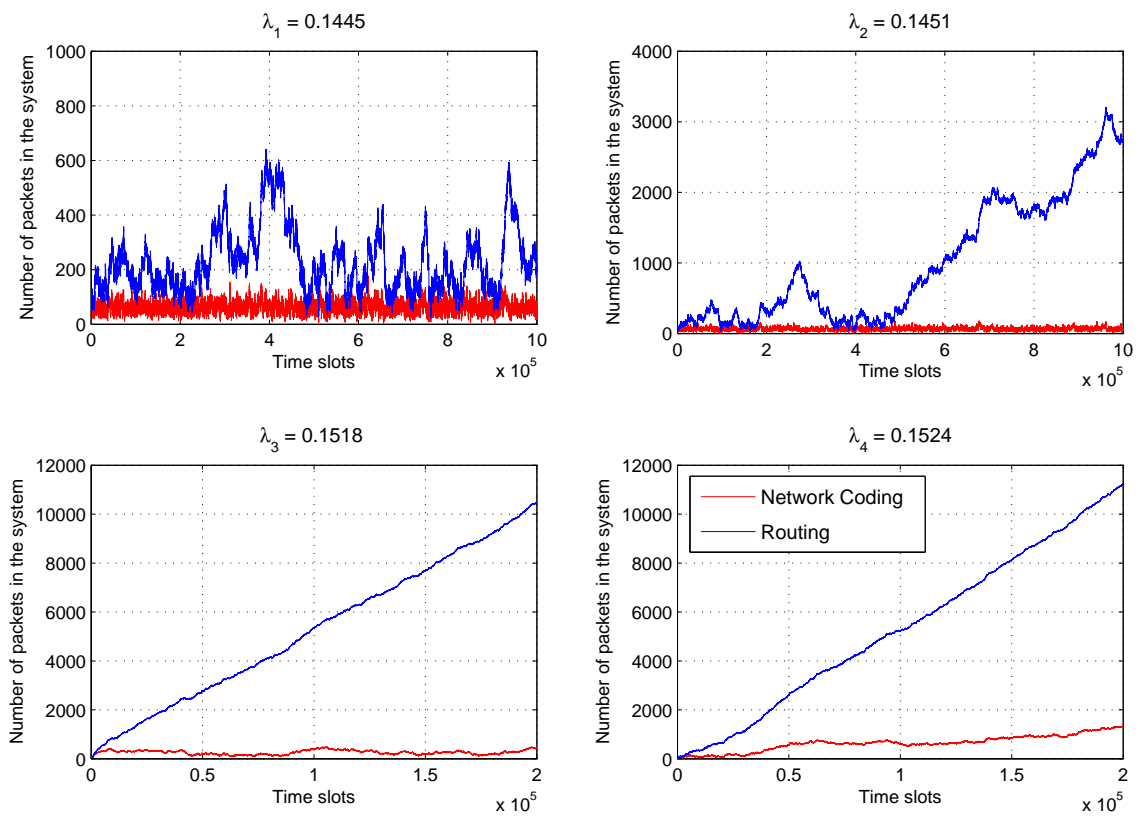 λ1 = 0.1445
Number of packets in the system
1000
800
600
400
200
0
0 2 4 6 8 10
Time slots
x 10^5
λ2 = 0.1451
Number of packets in the system
4000
3000
2000
1000
0
0 2 4 6 8 10
Time slots
x 10^5
λ3 = 0.1518
Number of packets in the system
12000
10000
8000
6000
4000
2000
0
0 0.5 1 1.5 2
Time slots
x 10^5
λ4 = 0.1524
Number of packets in the system
12000
10000
8000
6000
4000
2000
0
Network Coding
Routing
0 0.5 1 1.5 2
Time slots
x 10^5